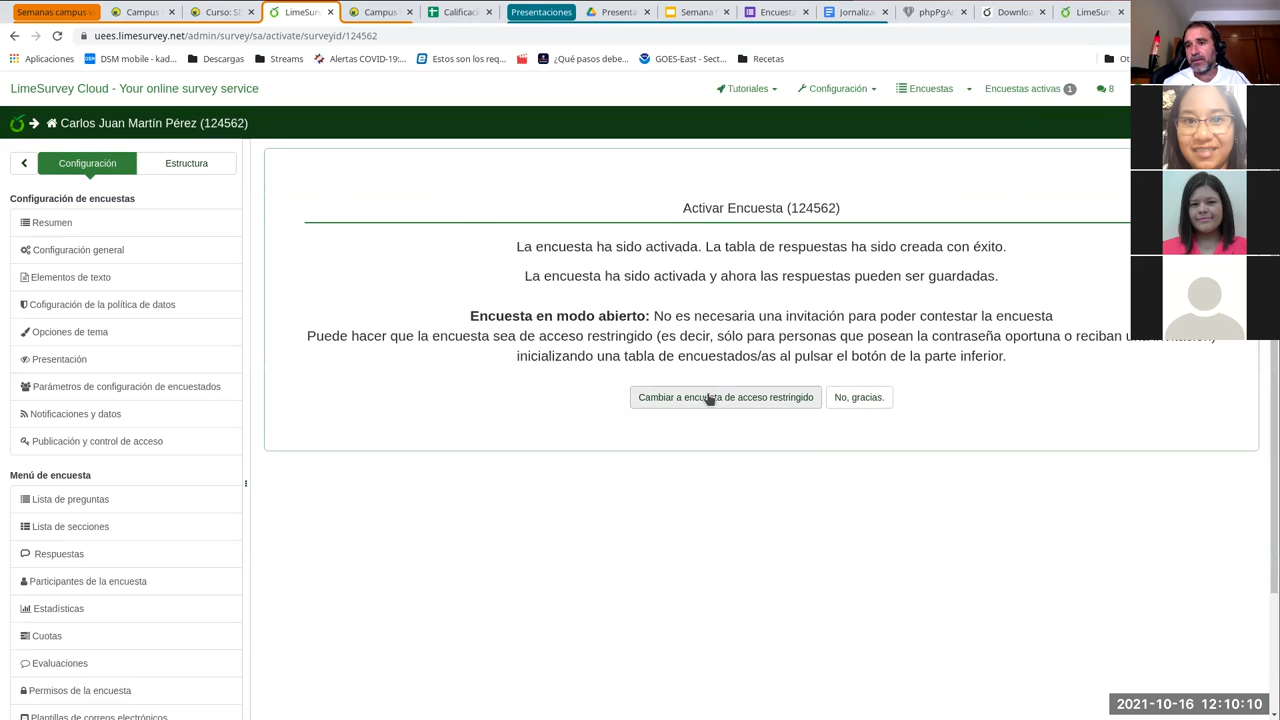 Semanas campus vi
Campus
Curso: SE
LimeSurv
Campus
Calificaci
Presentaciones
Presenta
Semana
Encuesta
Jornaliza
phpPgA
Downloa
LimeSurv
uees.limesurvey.net/admin/survey/sa/activate/surveyid/124562
Aplicaciones
DSM mobile - kad...
Descargas
Streams
Alertas COVID-19:...
Estos son los req...
¿Qué pasos debe...
GOES-East - Sect...
Recetas
Ot
LimeSurvey Cloud - Your online survey service
Tutoriales
Configuración
Encuestas
Encuestas activas 1
8
Carlos Juan Martín Pérez (124562)
Configuración
Estructura
Configuración de encuestas
Resumen
Configuración general
Elementos de texto
Cofiguración de la política de datos
Opciones de tema
Presentación
Parámetros de configuración de encuestados
Notificaciones y datos
Publicación y control de acceso
Menú de encuesta
Lista de preguntas
Lista de secciones
Respuestas
Participantes de la encuesta
Estadísticas
Cuotas
Evaluaciones
Permisos de la encuesta
Plantillas de correos electrónicos
Activar Encuesta (124562)
La encuesta ha sido activada. La tabla de respuestas ha sido creada con éxito.
La encuesta ha sido activada y ahora las respuestas pueden ser guardadas.
Encuesta en modo abierto: No es necesaria una invitación para poder contestar la encuesta
Puede hacer que la encuesta sea de acceso restringido (es decir, sólo para personas que posean la contraseña oportuna o reciban una invitación)
inicializando una tabla de encuestados/as al pulsar el botón de la parte inferior.
Cambiar a encuesta de acceso restringido
No, gracias.
2021-10-16 12:10:10